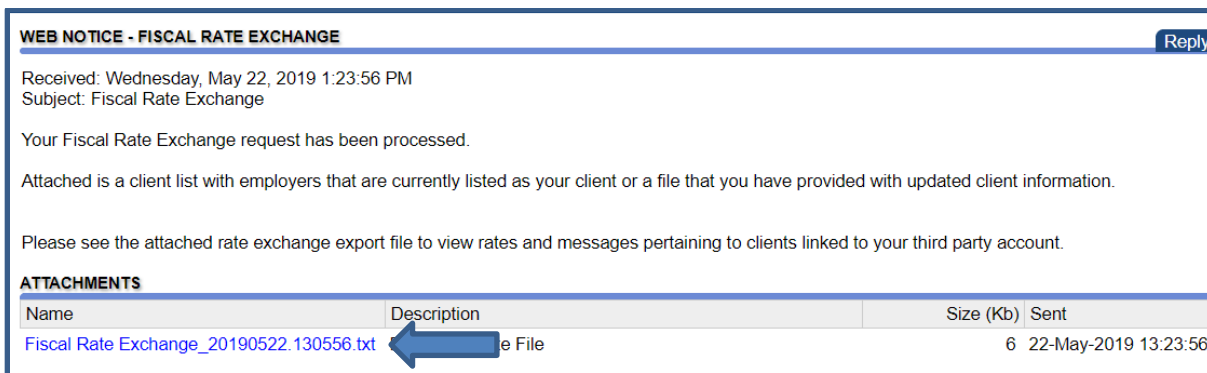 WEB NOTICE - FISCAL RATE EXCHANGE
Reply
Received: Wednesday, May 22, 2019 1:23:56 PM
Subject: Fiscal Rate Exchange
Your Fiscal Rate Exchange request has been processed.
Attached is a client list with employers that are currently listed as your client or a file that you have provided with updated client information.
Please see the attached rate exchange export file to view rates and messages pertaining to clients linked to your third party account.
ATTACHMENTS
Name Description Size (Kb) Sent
Fiscal Rate Exchange_20190522.130556.txt File 6 22-May-2019 13:23:56